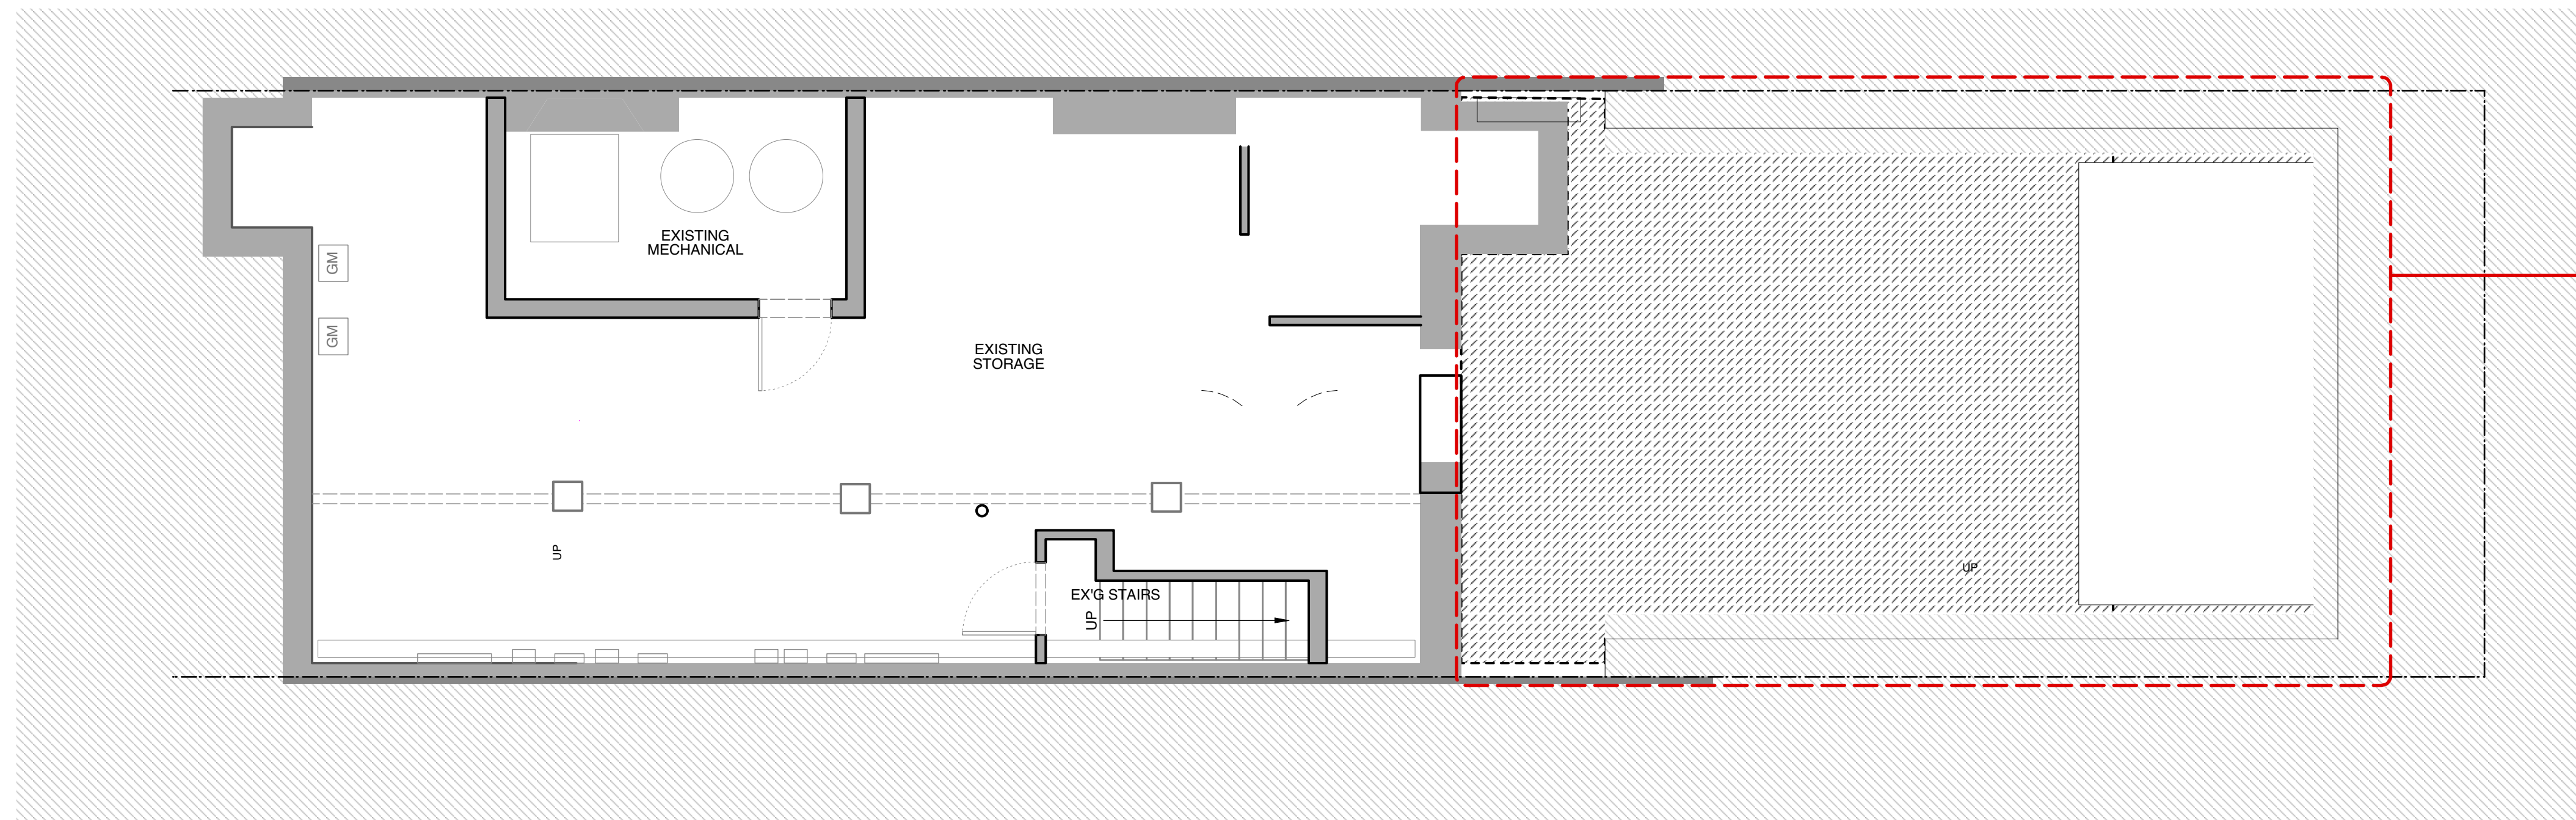 EXISTING
MECHANICAL
GM
GM
EXISTING
STORAGE
UP
UP
EX'G STAIRS
UP